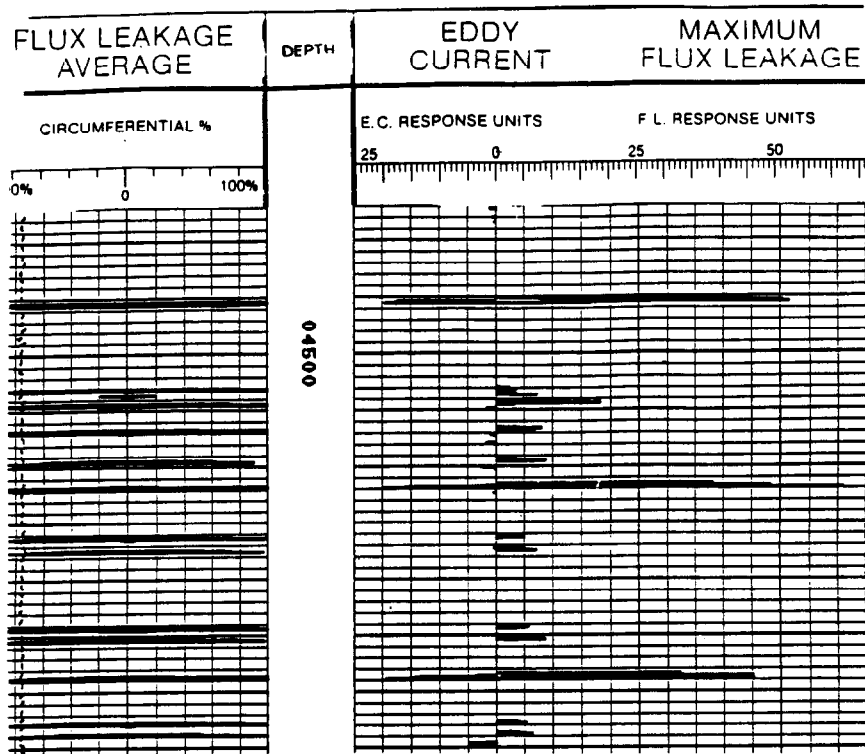 FLUX LEAKAGE
AVERAGE
DEPTH
EDDY
CURRENT
MAXIMUM
FLUX LEAKAGE
CIRCUMFERENTIAL %
E.C. RESPONSE UNITS
F L. RESPONSE UNITS
0%
0
100%
25
0
25
50
04500